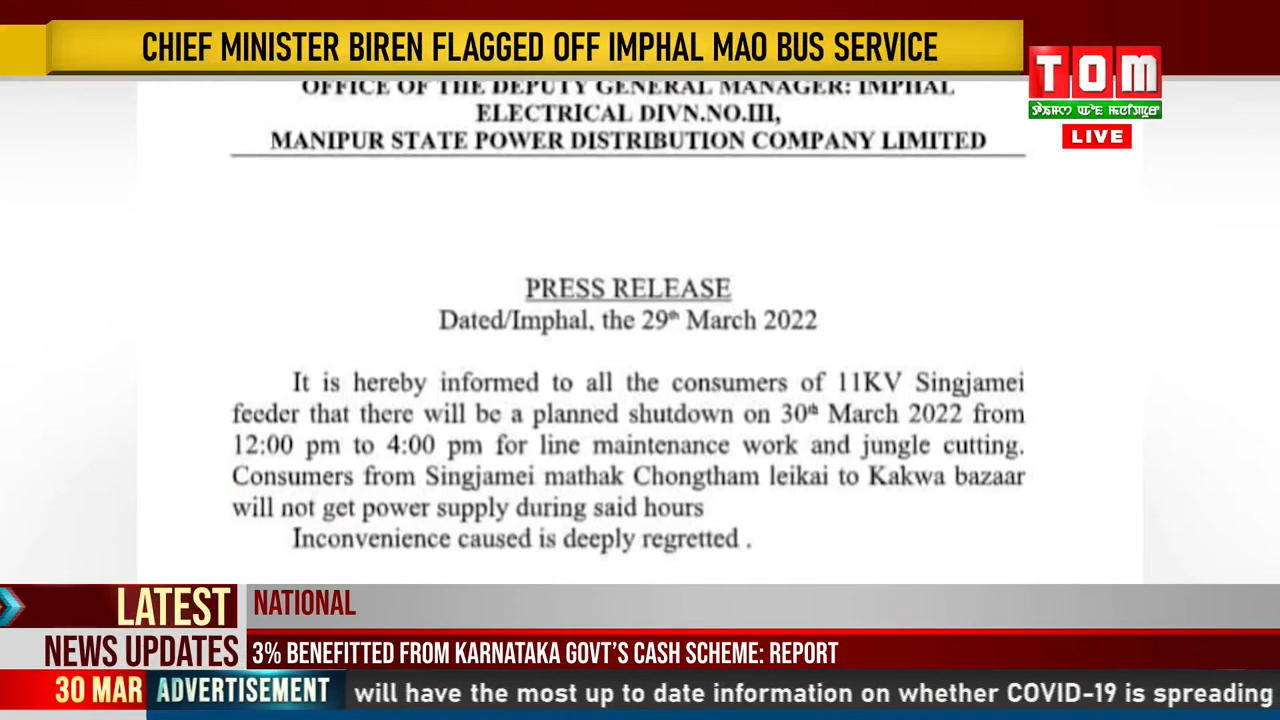 CHIEF MINISTER BIREN FLAGGED OFF IMPHAL MAO BUS SERVICE
TOM
LIVE
OFFICE OF THE DEPUTY GENERAL MANAGER: IMPHAL
ELECTRICAL DIVN.NO.III,
MANIPUR STATE POWER DISTRIBUTION COMPANY LIMITED
PRESS RELEASE
Dated/Imphal, the 29th March 2022
It is hereby informed to all the consumers of 11KV Singjamei
feeder that there will be a planned shutdown on 30th March 2022 from
12:00 pm to 4:00 pm for line maintenance work and jungle cutting.
Consumers from Singjamei mathak Chongtham leikai to Kakwa bazaar
will not get power supply during said hours
Inconvenience caused is deeply regretted .
LATEST
NEWS UPDATES
NATIONAL
3% BENEFITTED FROM KARNATAKA GOVT'S CASH SCHEME: REPORT
30 MAR ADVERTISEMENT will have the most up to date information on whether COVID-19 is spreading